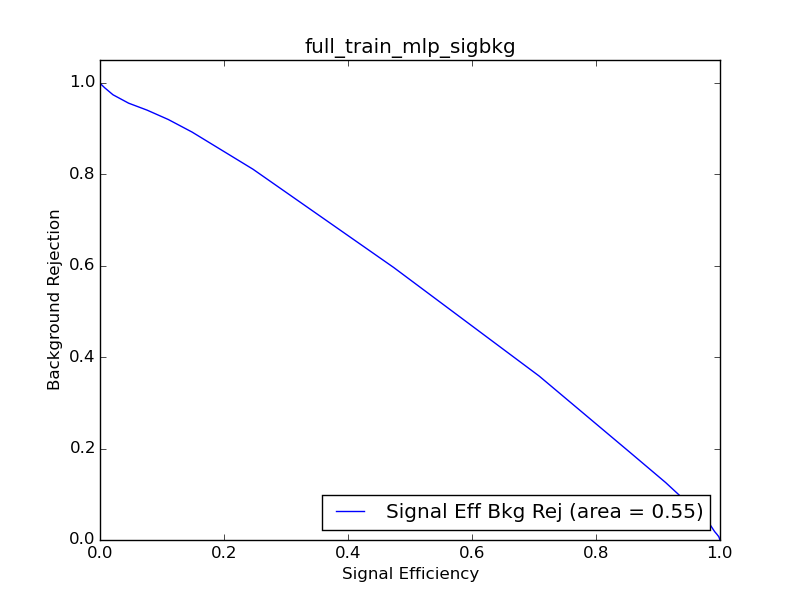 full_train_mlp_sigbkg
1.0
0.8
0.6
0.4
0.2
0.0
Background Rejection
Signal Eff Bkg Rej (area = 0.55)
0.0 0.2 0.4 0.6 0.8 1.0
Signal Efficiency